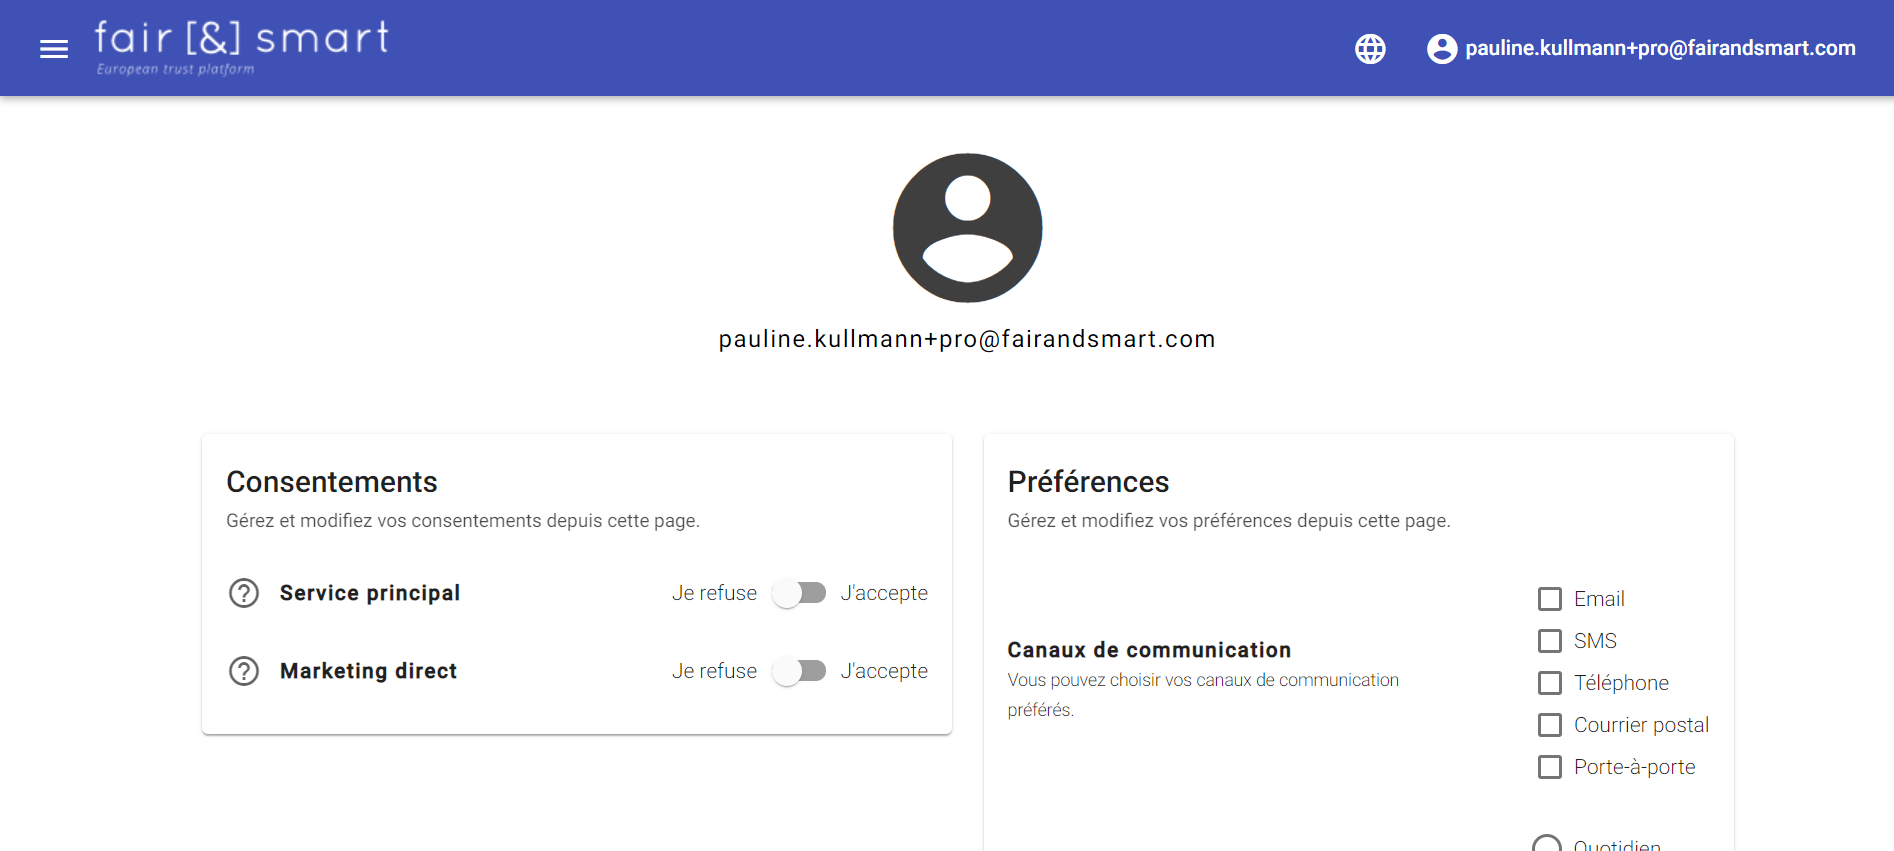 fair [&] smart
European trust platform
pauline.kullmann+pro@fairandsmart.com
pauline.kullmann+pro@fairandsmart.com
Consentements
Gérez et modifiez vos consentements depuis cette page.
Service principal
Je refuse
J'accepte
Marketing direct
Je refuse
J'accepte
Préférences
Gérez et modifiez vos préférences depuis cette page.
Canaux de communication
Vous pouvez choisir vos canaux de communication
préférés.
Email
SMS
Téléphone
Courrier postal
Porte-à-porte
Quotidien